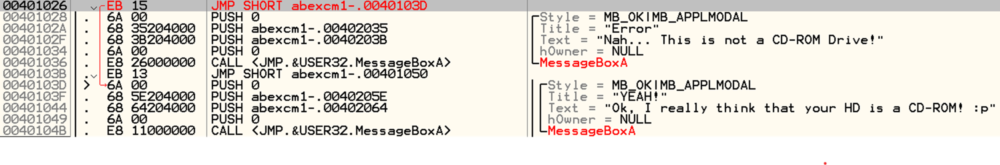 00401026 EB 15 JMP SHORT abexcm1-.0040103D
00401028 . 6A 00 PUSH 0 Style = MB_OK|MB_APPLMODAL
0040102A . 68 35204000 PUSH abexcm1-.00402035 Title = "Error"
0040102F . 68 3B204000 PUSH abexcm1-.0040203B Text = "Nah... This is not a CD-ROM Drive!"
00401034 . 6A 00 PUSH 0 hOwner = NULL
00401036 . E8 26000000 CALL <JMP.&USER32.MessageBoxA> MessageBoxA
0040103B . EB 13 JMP SHORT abexcm1-.00401050
0040103D > 6A 00 PUSH 0 Style = MB_OK|MB_APPLMODAL
0040103F . 68 5E204000 PUSH abexcm1-.0040205E Title = "YEAH!"
00401044 . 68 64204000 PUSH abexcm1-.00402064 Text = "Ok, I really think that your HD is a CD-ROM! :p"
00401049 . 6A 00 PUSH 0 hOwner = NULL
0040104B . E8 11000000 CALL <JMP.&USER32.MessageBoxA> MessageBoxA